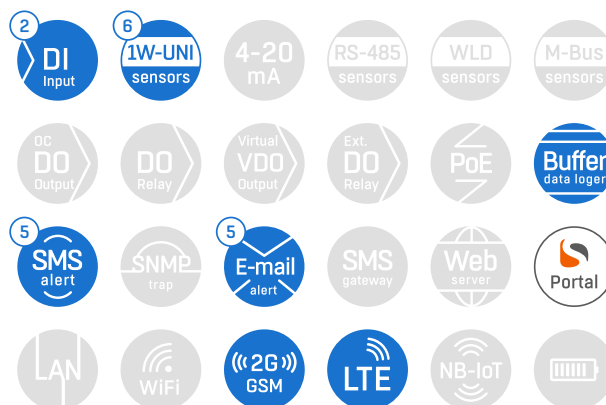 2
DI
Input
6
1W-UNI
sensors
4-20
mA
RS-485
sensors
WLD
sensors
M-Bus
sensors
OC
DO
Output
DO
Relay
Virtual
VDO
Output
Ext.
DO
Relay
PoE
Buffer
data loger
5
SMS
alert
SNMP
trap
5
E-mail
alert
SMS
gateway
Web
server
Portal
LAN
WiFi
2G
GSM
LTE
NB-IoT